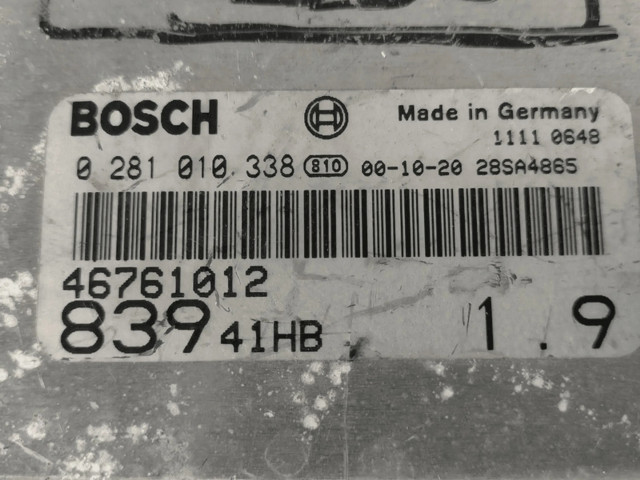 BOSCH Made in Germany
1111 0648
0 281 010 338 810 00-10-20 28SA4865
46761012
839 41HB 1.9